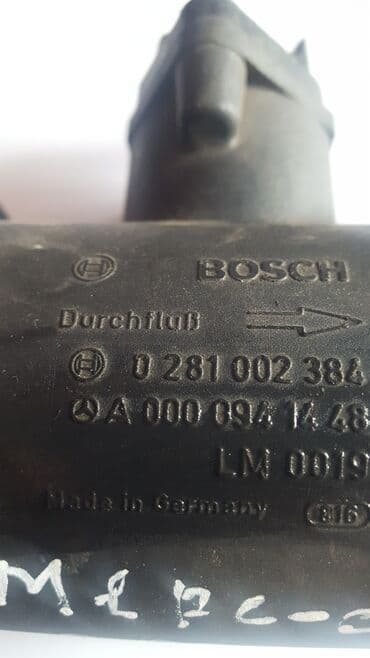 BOSCH
Durchfluß
0 281 002 384
A 000 094 14 48
LM 0019
Made in Germany